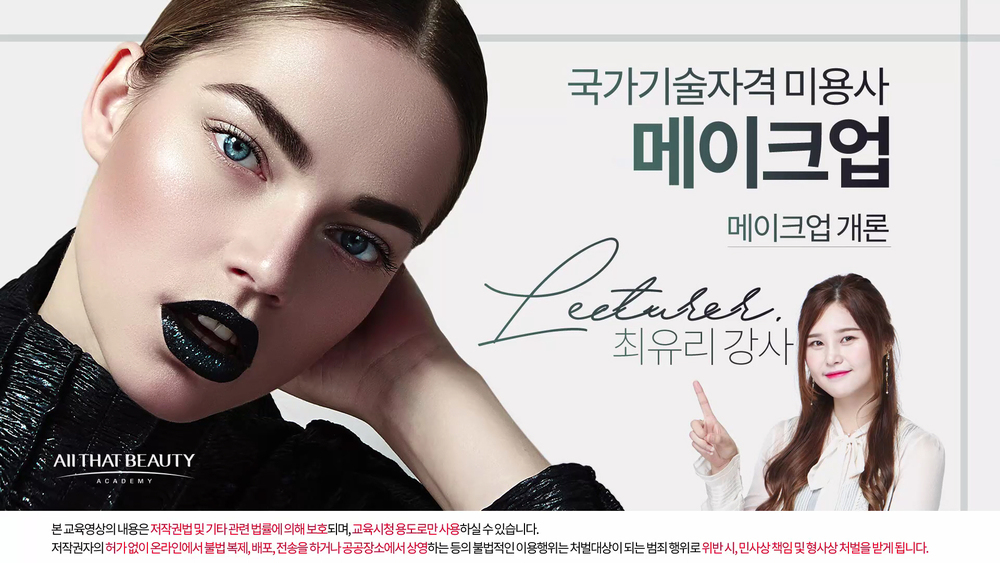 국가기술자격 미용사
메이크업
메이크업 개론
Lecturer.
최유리 강사
All THAT BEAUTY
ACADEMY
본 교육영상의 내용은 저작권법 및 기타 관련 법률에 의해 보호되며, 교육시청 용도로만 사용하실 수 있습니다.
저작권자의 허가 없이 온라인에서 불법 복제, 배포, 전송을 하거나 공공장소에서 상영하는 등의 불법적인 이용행위는 처벌대상이 되는 범죄 행위로 위반 시, 민사상 책임 및 형사상 처벌을 받게 됩니다.